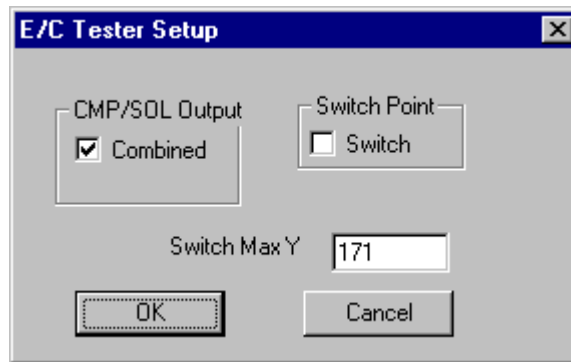 E/C Tester Setup
CMP/SOL Output
Combined
Switch Point
Switch
Switch Max Y 171
OK Cancel